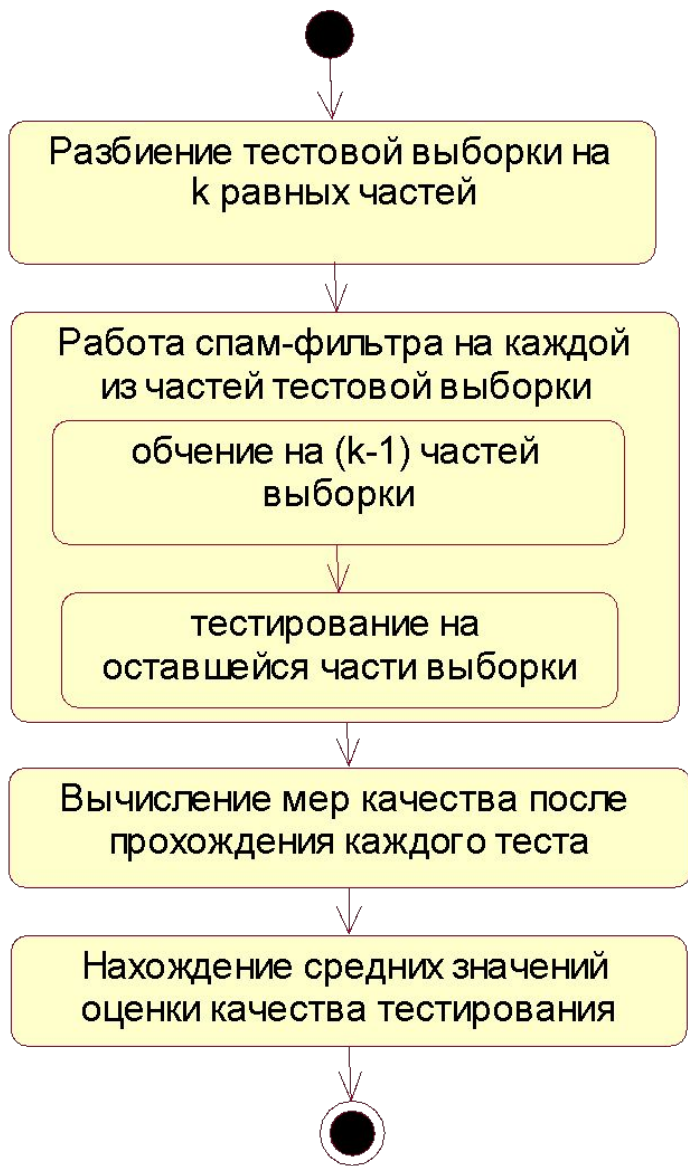 Разбиение тестовой выборки на
k равных частей
Работа спам-фильтра на каждой
из частей тестовой выборки
обчение на (k-1) частей
выборки
тестирование на
оставшейся части выборки
Вычисление мер качества после
прохождения каждого теста
Нахождение средних значений
оценки качества тестирования